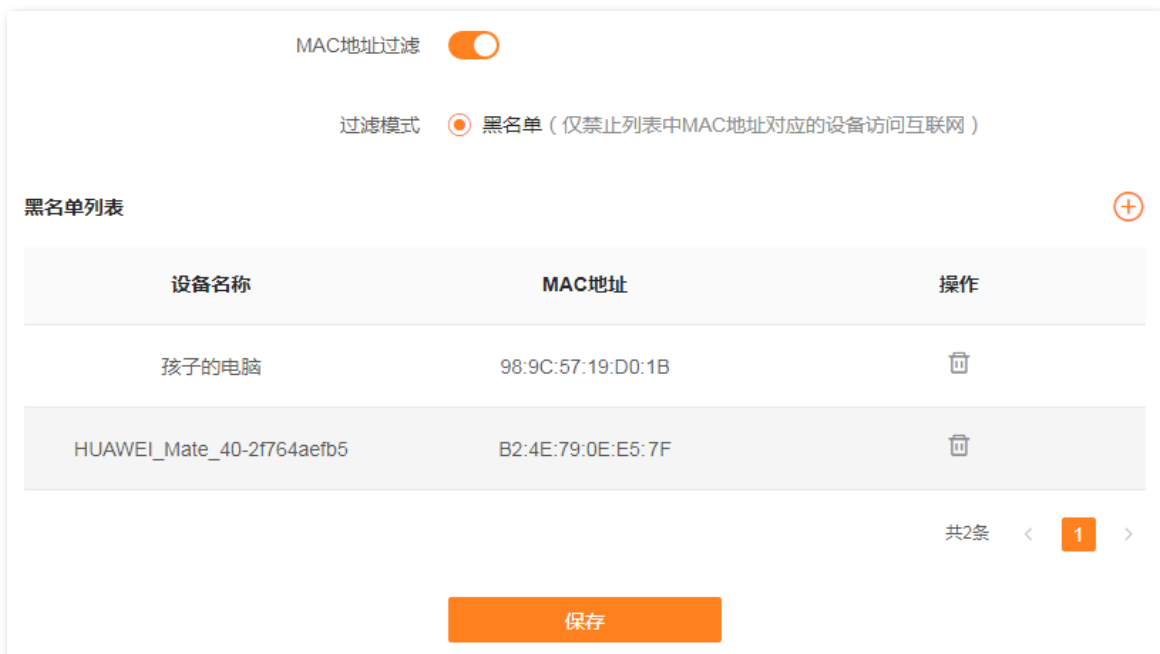 MAC地址过滤
过滤模式 黑名单（仅禁止列表中MAC地址对应的设备访问互联网）
黑名单列表
设备名称 MAC地址 操作
孩子的电脑 98:9C:57:19:D0:1B
HUAWEI_Mate_40-2f764aefb5 B2:4E:79:0E:E5:7F
共2条 < 1 >
保存